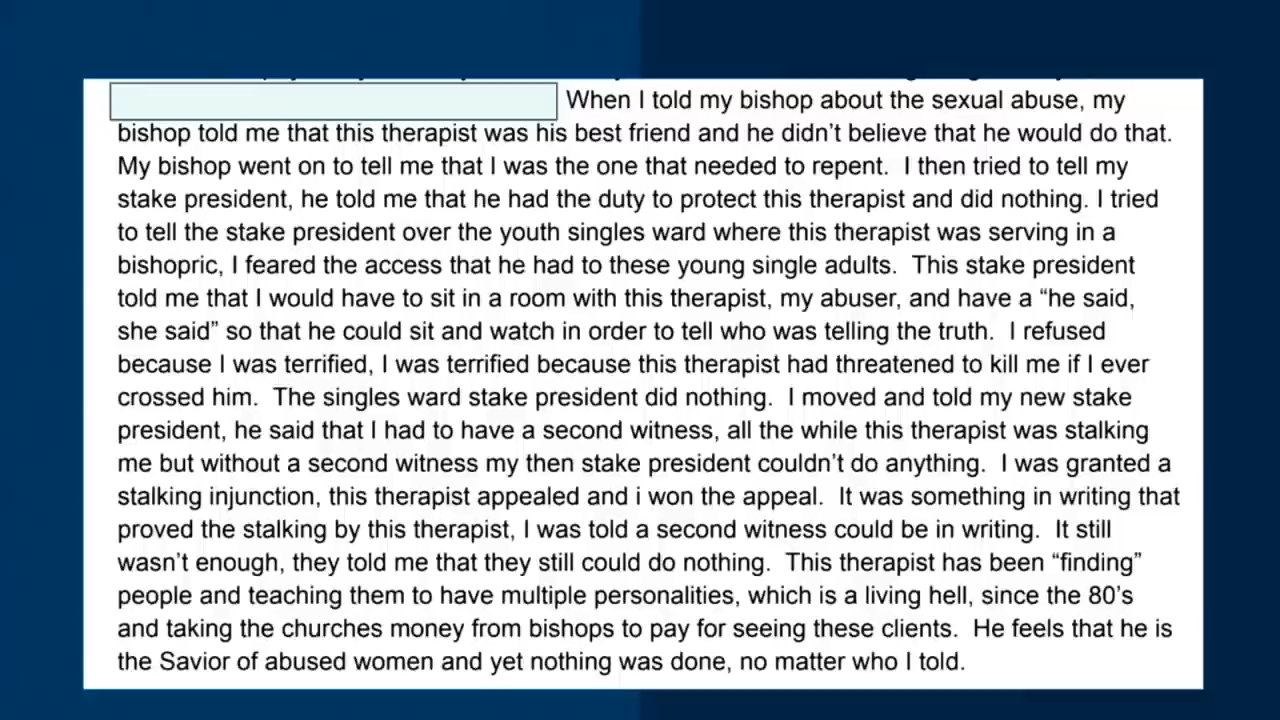 When I told my bishop about the sexual abuse, my
bishop told me that this therapist was his best friend and he didn’t believe that he would do that.
My bishop went on to tell me that I was the one that needed to repent.  I then tried to tell my
stake president, he told me that he had the duty to protect this therapist and did nothing. I tried
to tell the stake president over the youth singles ward where this therapist was serving in a
bishopric, I feared the access that he had to these young single adults.  This stake president
told me that I would have to sit in a room with this therapist, my abuser, and have a “he said,
she said” so that he could sit and watch in order to tell who was telling the truth.  I refused
because I was terrified, I was terrified because this therapist had threatened to kill me if I ever
crossed him.  The singles ward stake president did nothing.  I moved and told my new stake
president, he said that I had to have a second witness, all the while this therapist was stalking
me but without a second witness my then stake president couldn’t do anything.  I was granted a
stalking injunction, this therapist appealed and i won the appeal.  It was something in writing that
proved the stalking by this therapist, I was told a second witness could be in writing.  It still
wasn’t enough, they told me that they still could do nothing.  This therapist has been “finding”
people and teaching them to have multiple personalities, which is a living hell, since the 80’s
and taking the churches money from bishops to pay for seeing these clients.  He feels that he is
the Savior of abused women and yet nothing was done, no matter who I told.